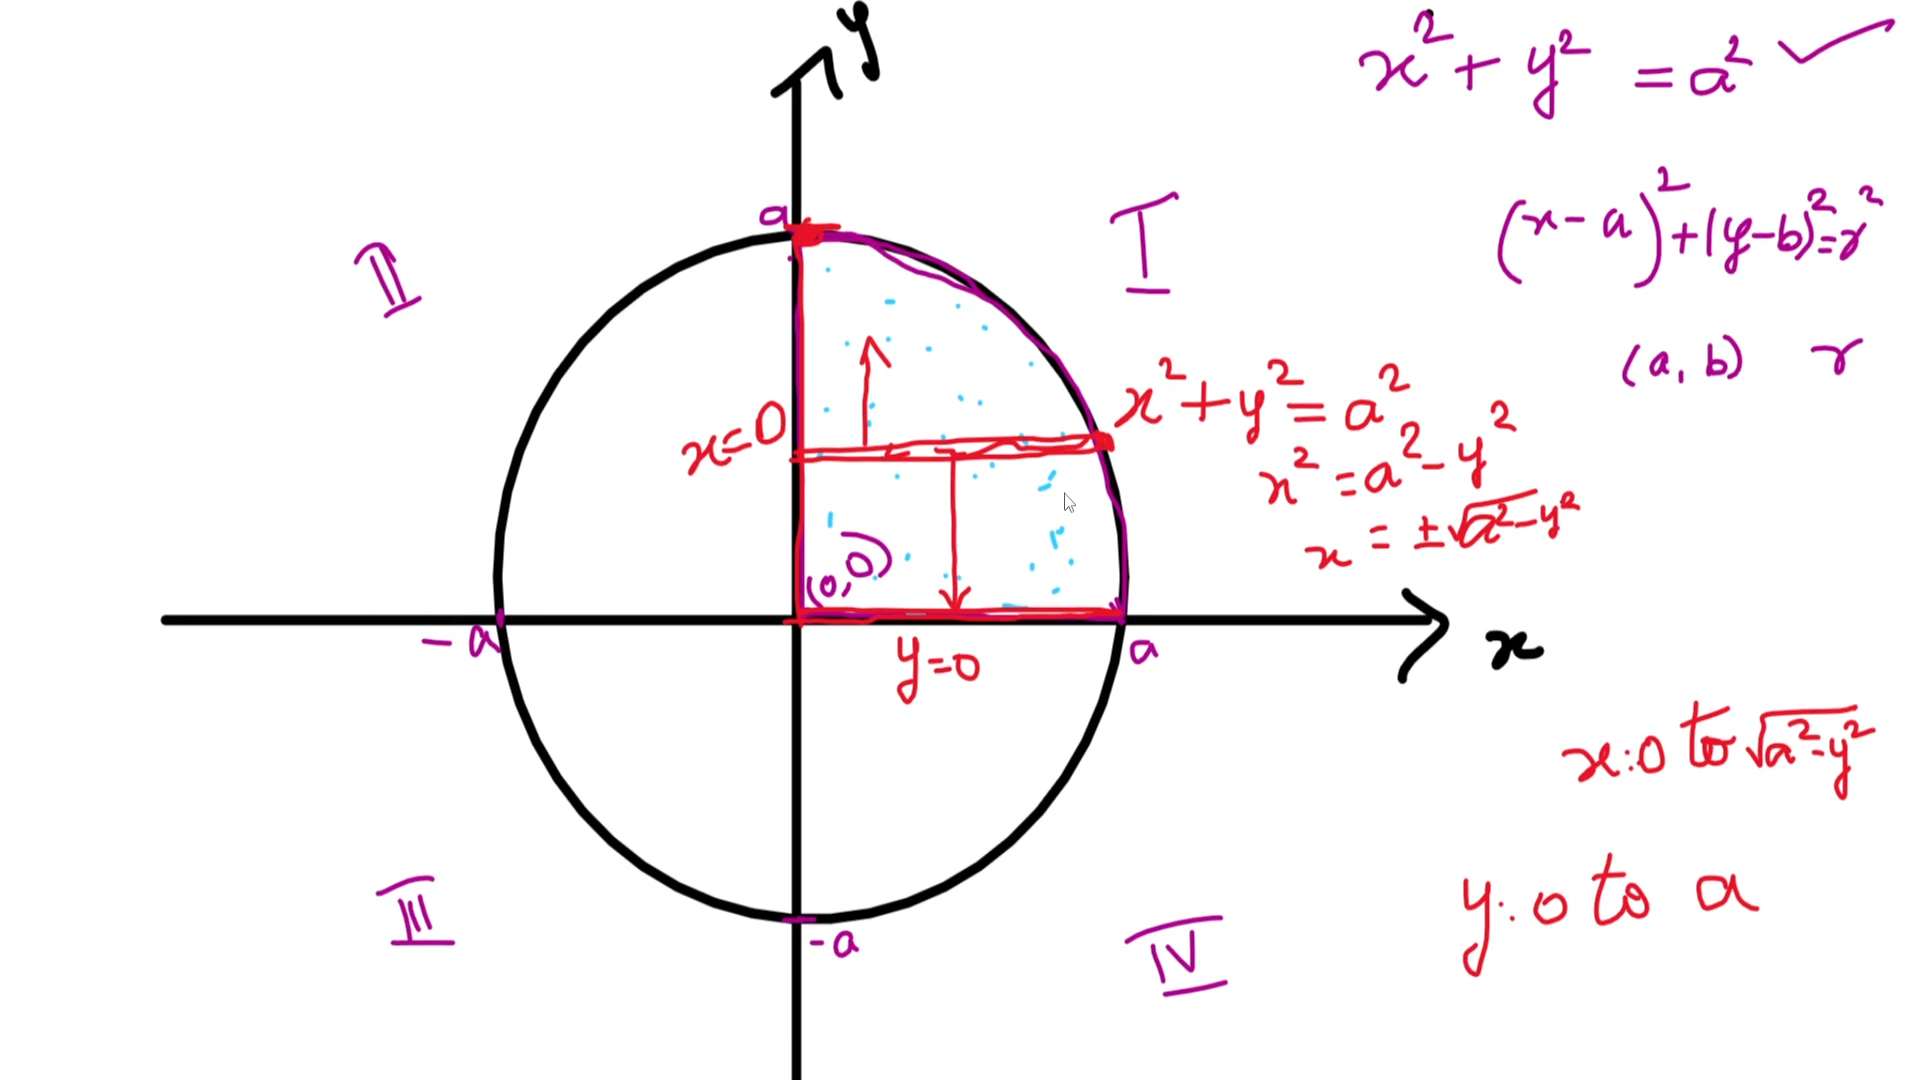 y
x² + y² = a² ✓
(x-a)² + (y-b)² = r²
(a, b) r
a
I
II
x=0
x² + y² = a²
x² = a² - y²
x = ±√a²-y²
(0,0)
-a
y=0
a
x
x: 0 to √a²-y²
y: 0 to a
III
-a
IV